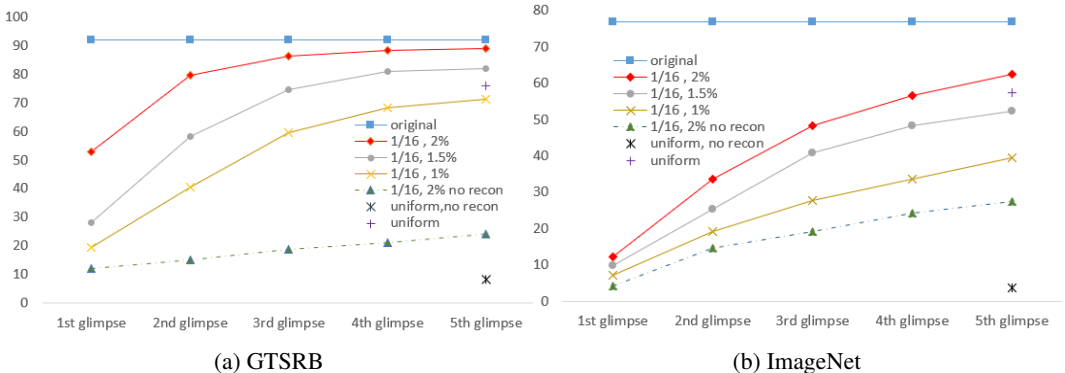 100
90
80
70
60
50
40
30
20
10
0
original
1/16 , 2%
1/16, 1.5%
1/16 , 1%
1/16, 2% no recon
uniform,no recon
uniform
1st glimpse 2nd glimpse 3rd glimpse 4th glimpse 5th glimpse
(a) GTSRB
80
70
60
50
40
30
20
10
0
original
1/16 , 2%
1/16, 1.5%
1/16 , 1%
1/16, 2% no recon
uniform, no recon
uniform
1st glimpse 2nd glimpse 3rd glimpse 4th glimpse 5th glimpse
(b) ImageNet